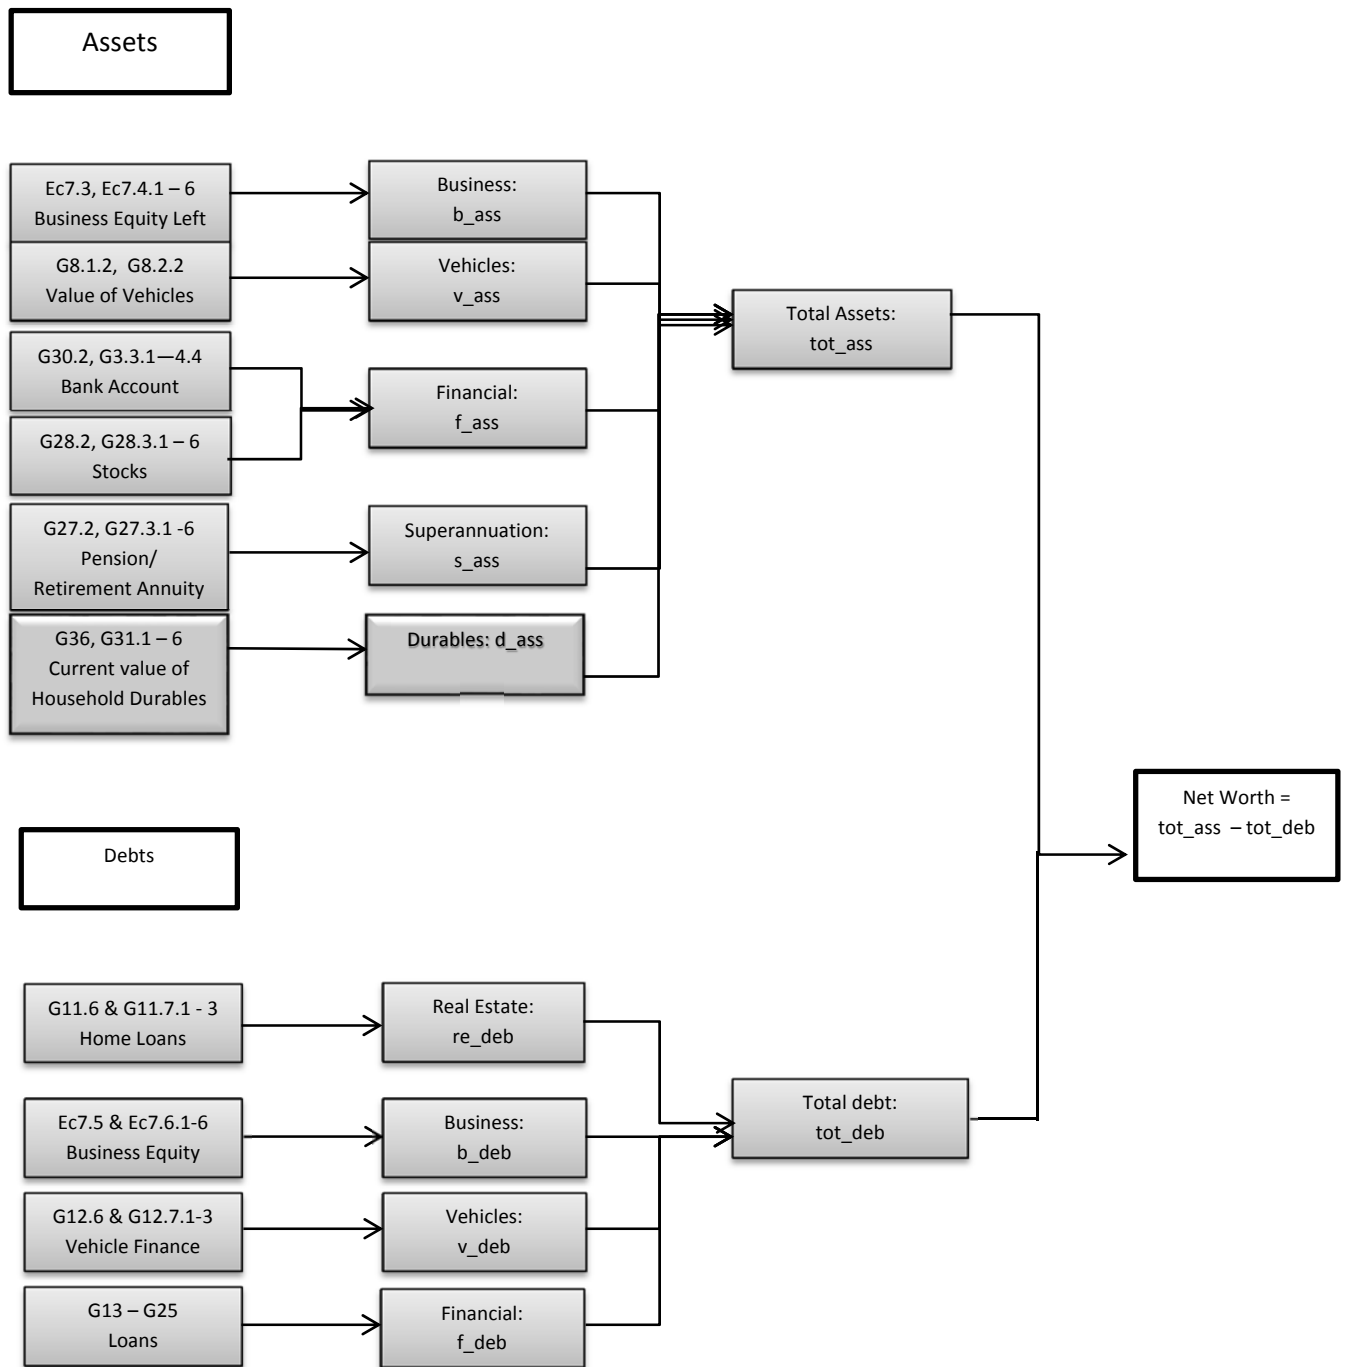 Assets
Ec7.3, Ec7.4.1 – 6
Business Equity Left
Business:
b_ass
G8.1.2,  G8.2.2
Value of Vehicles
Vehicles:
v_ass
Total Assets:
tot_ass
G30.2, G3.3.1—4.4
Bank Account
Financial:
f_ass
G28.2, G28.3.1 – 6
Stocks
G27.2, G27.3.1 -6
Pension/
Retirement Annuity
Superannuation:
s_ass
G36, G31.1 – 6
Current value of
Household Durables
Durables: d_ass
Net Worth =
tot_ass  – tot_deb
Debts
G11.6 & G11.7.1 - 3
Home Loans
Real Estate:
re_deb
Ec7.5 & Ec7.6.1-6
Business Equity
Business:
b_deb
Total debt:
tot_deb
G12.6 & G12.7.1-3
Vehicle Finance
Vehicles:
v_deb
G13 – G25
Loans
Financial:
f_deb